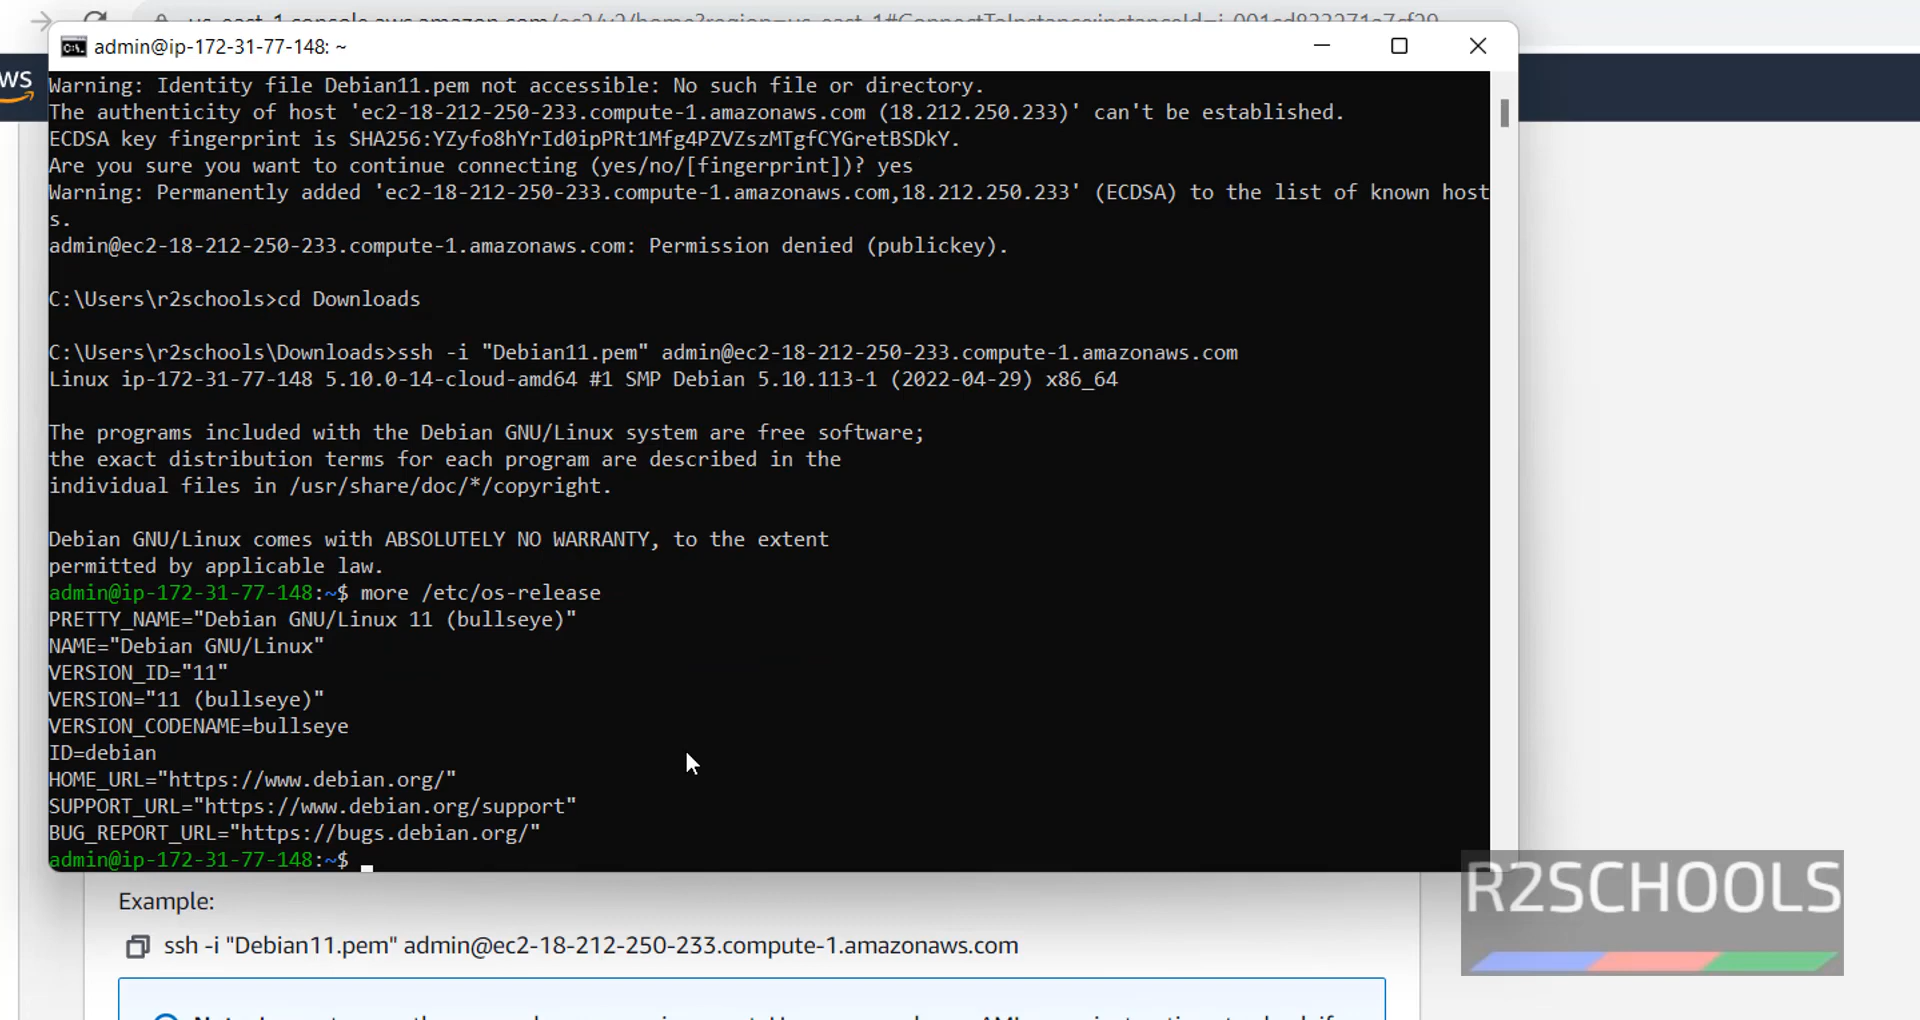 admin@ip-172-31-77-148: ~
Warning: Identity file Debian11.pem not accessible: No such file or directory.
The authenticity of host 'ec2-18-212-250-233.compute-1.amazonaws.com (18.212.250.233)' can't be established.
ECDSA key fingerprint is SHA256:YZyfo8hYrId0ipPRt1Mfg4PZVZszMTgfCYGretBSDkY.
Are you sure you want to continue connecting (yes/no/[fingerprint])? yes
Warning: Permanently added 'ec2-18-212-250-233.compute-1.amazonaws.com,18.212.250.233' (ECDSA) to the list of known host
s.
admin@ec2-18-212-250-233.compute-1.amazonaws.com: Permission denied (publickey).
C:\Users\r2schools>cd Downloads
C:\Users\r2schools\Downloads>ssh -i "Debian11.pem" admin@ec2-18-212-250-233.compute-1.amazonaws.com
Linux ip-172-31-77-148 5.10.0-14-cloud-amd64 #1 SMP Debian 5.10.113-1 (2022-04-29) x86_64
The programs included with the Debian GNU/Linux system are free software;
the exact distribution terms for each program are described in the
individual files in /usr/share/doc/*/copyright.
Debian GNU/Linux comes with ABSOLUTELY NO WARRANTY, to the extent
permitted by applicable law.
admin@ip-172-31-77-148:~$ more /etc/os-release
PRETTY_NAME="Debian GNU/Linux 11 (bullseye)"
NAME="Debian GNU/Linux"
VERSION_ID="11"
VERSION="11 (bullseye)"
VERSION_CODENAME=bullseye
ID=debian
HOME_URL="https://www.debian.org/"
SUPPORT_URL="https://www.debian.org/support"
BUG_REPORT_URL="https://bugs.debian.org/"
admin@ip-172-31-77-148:~$
Example:
ssh -i "Debian11.pem" admin@ec2-18-212-250-233.compute-1.amazonaws.com
R2SCHOOLS